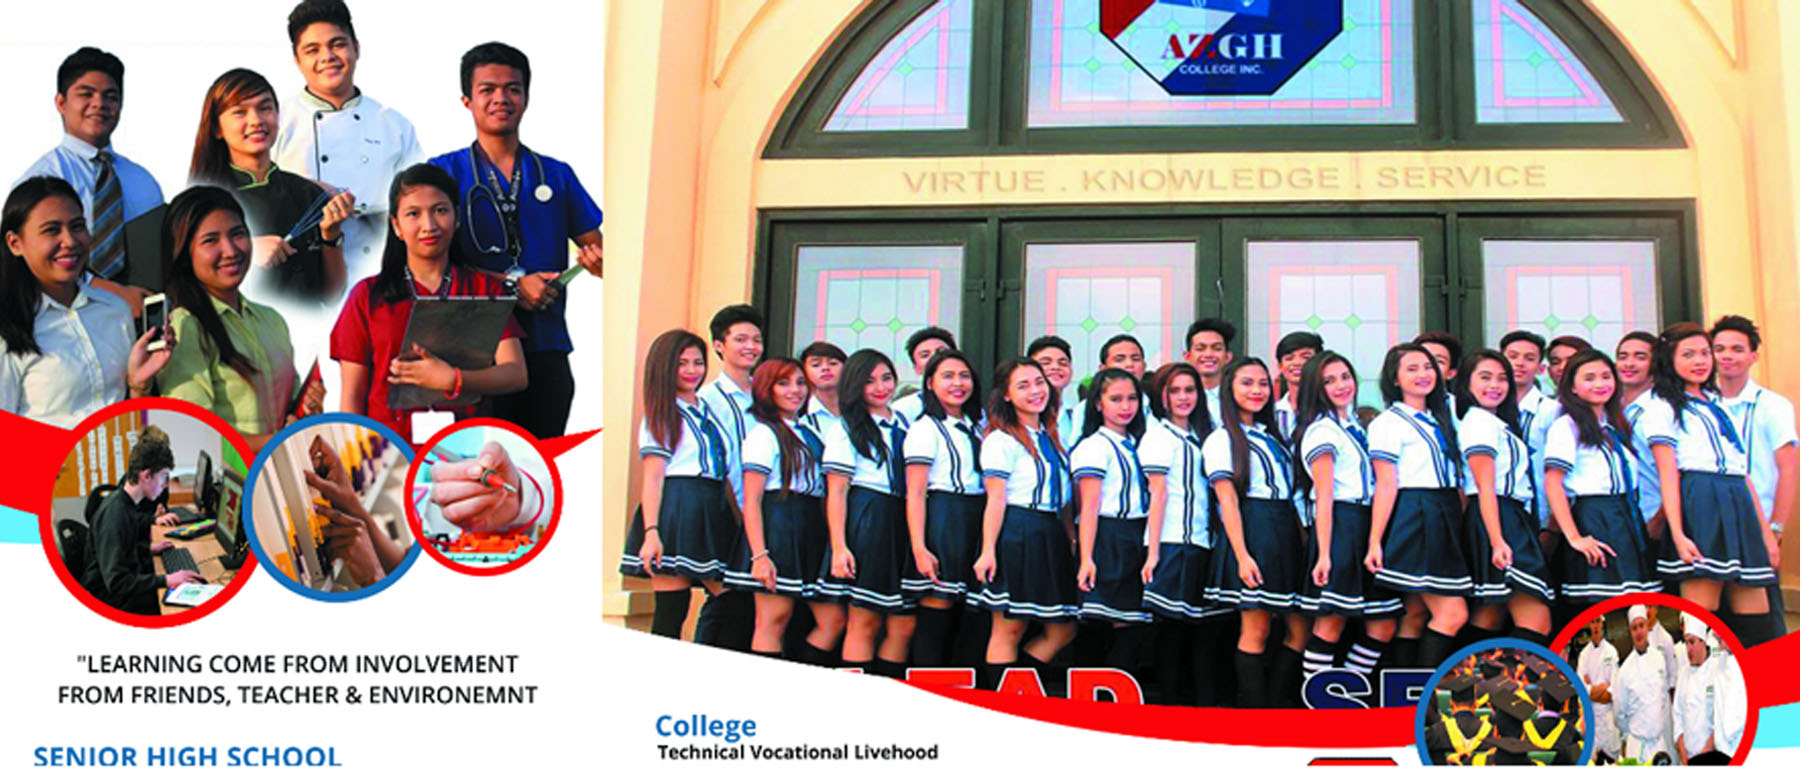 "LEARNING COME FROM INVOLVEMENT
FROM FRIENDS, TEACHER & ENVIRONEMNT
SENIOR HIGH SCHOOL
AZGH
COLLEGE INC.
VIRTUE . KNOWLEDGE . SERVICE
College
Technical Vocational Livehood